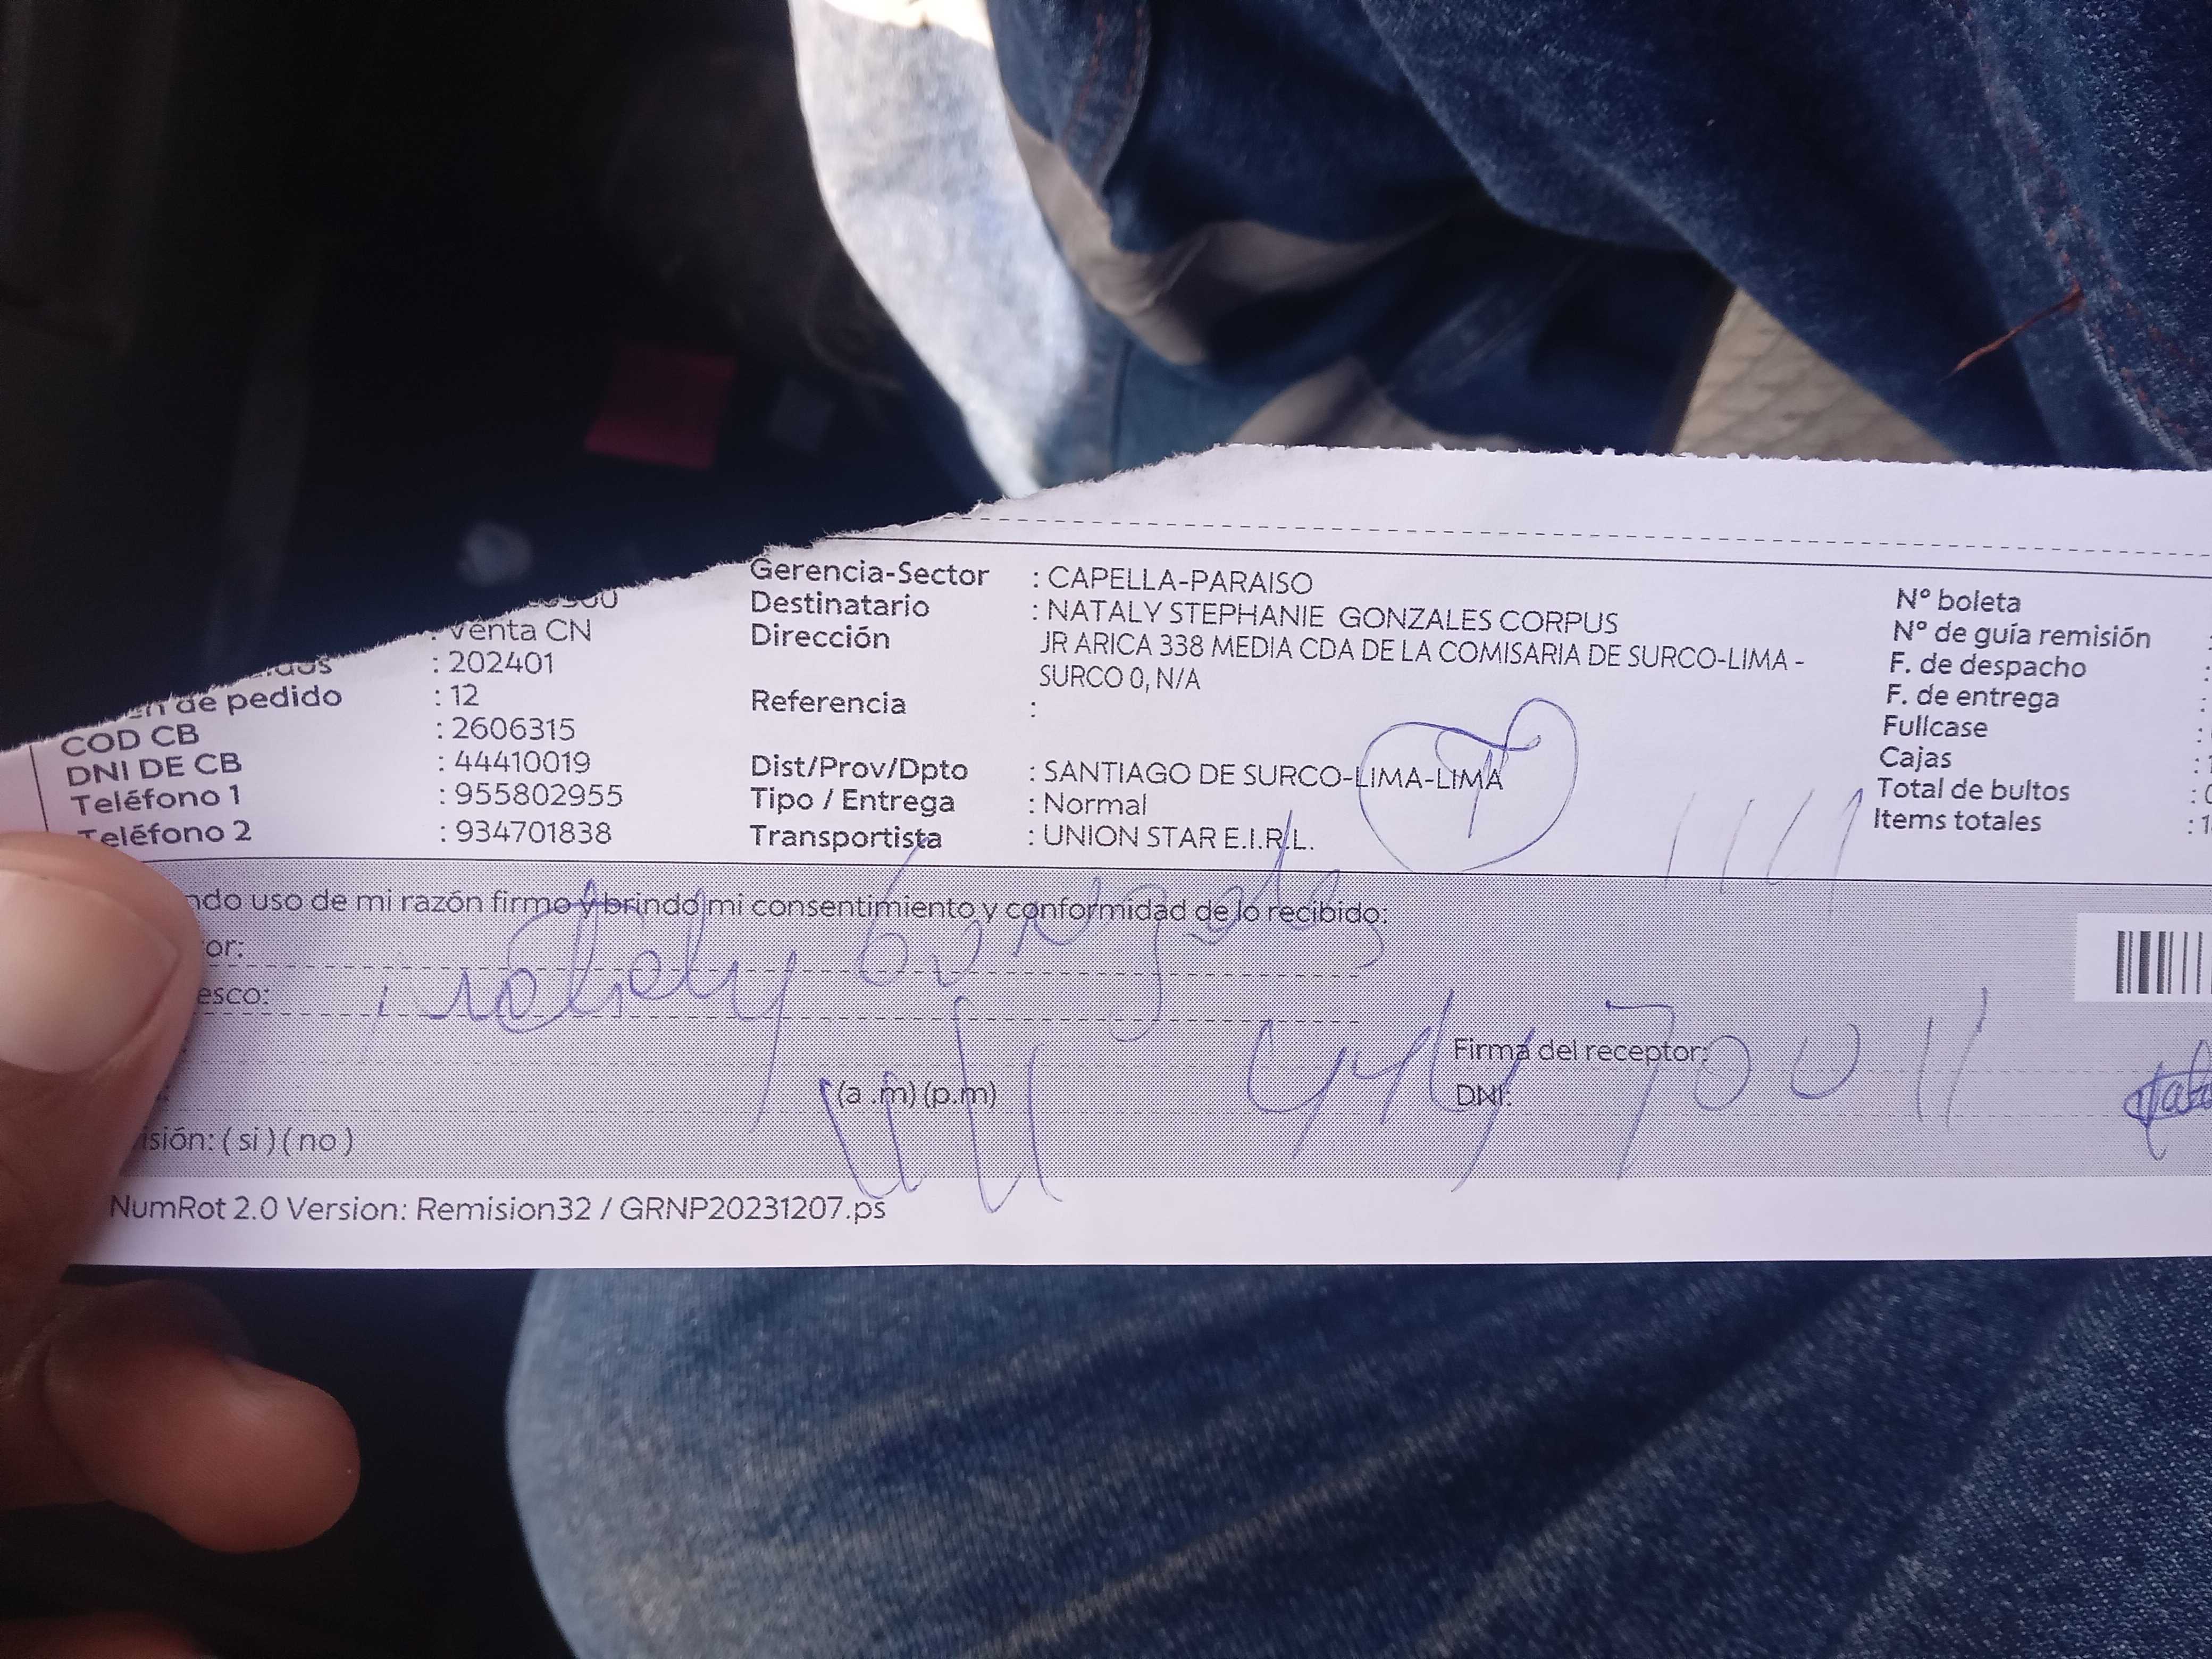 Gerencia-Sector : CAPELLA-PARAISO
Destinatario : NATALY STEPHANIE GONZALES CORPUS
Dirección JR ARICA 338 MEDIA CDA DE LA COMISARIA DE SURCO-LIMA -
SURCO 0, N/A
Referencia :
Dist/Prov/Dpto : SANTIAGO DE SURCO-LIMA-LIMA
Tipo / Entrega : Normal
Transportista : UNION STAR E.I.R.L.
: Venta CN
: 202401
de pedido : 12
COD CB : 2606315
DNI DE CB : 44410019
Teléfono 1 : 955802955
Teléfono 2 : 934701838
Nº boleta
Nº de guía remisión :
F. de despacho :
F. de entrega :
Fullcase :
Cajas :
Total de bultos :
Items totales :
uso de mi razón firmo y brindo mi consentimiento y conformidad de lo recibido:
Nataly Gonzales
(a .m) (p.m)
Firma del receptor:
DNI:
( si ) ( no )
NumRot 2.0 Version: Remision32 / GRNP20231207.ps